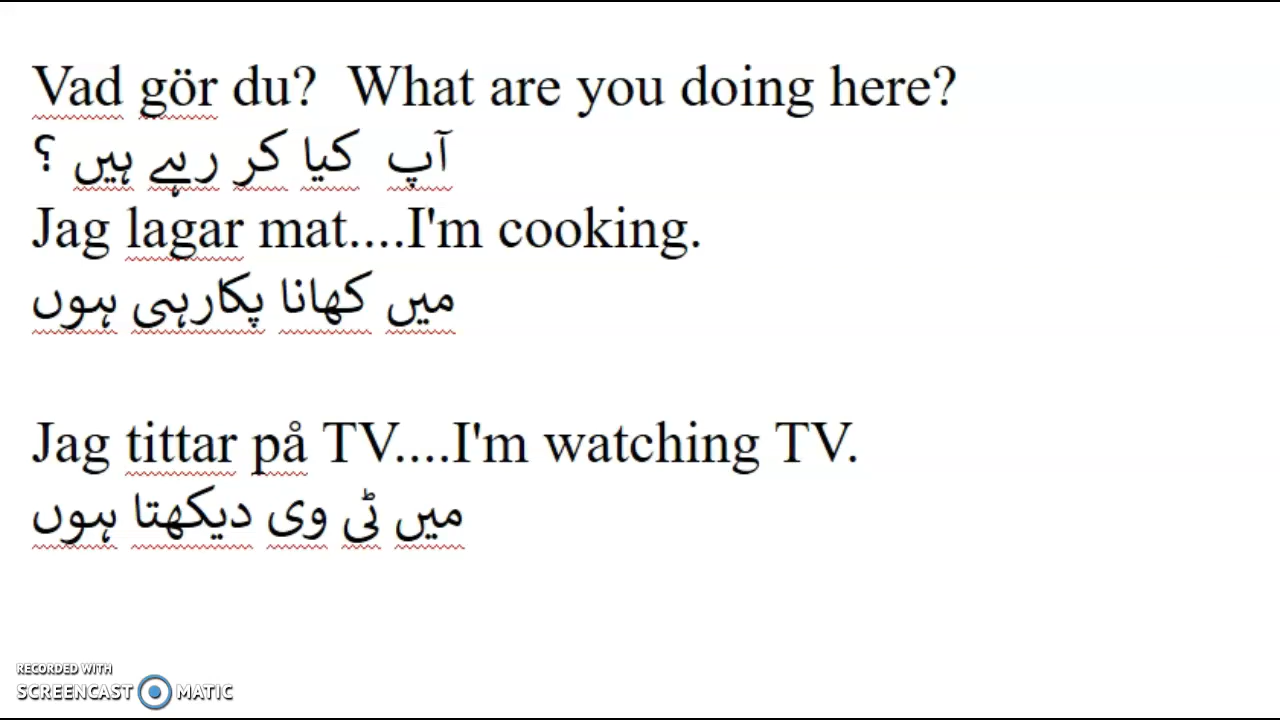 Vad gör du?  What are you doing here?
آپ  کیا کر رہے ہیں ؟
Jag lagar mat....I'm cooking.
میں کھانا پکارہی ہوں
Jag tittar på TV....I'm watching TV.
میں ٹی وی دیکھتا ہوں
RECORDED WITH
SCREENCAST MATIC